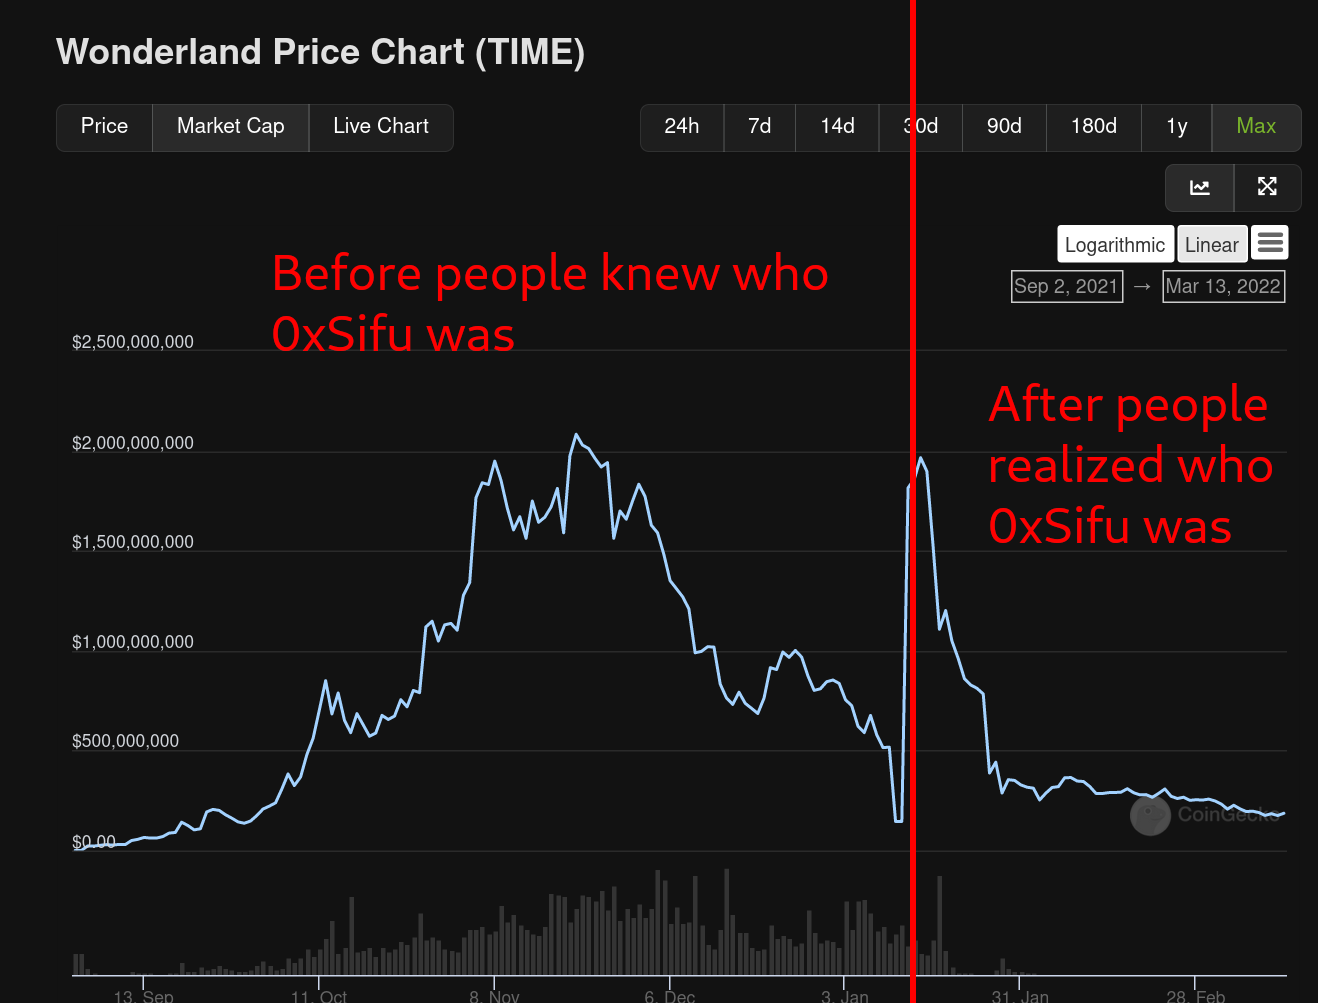 Wonderland Price Chart (TIME)
Price Market Cap Live Chart 24h 7d 14d 30d 90d 180d 1y Max
Logarithmic Linear
Sep 2, 2021 → Mar 13, 2022
Before people knew who
0xSifu was
After people
realized who
0xSifu was
$2,500,000,000
$2,000,000,000
$1,500,000,000
$1,000,000,000
$500,000,000
$0.00
CoinGecko
13. Sep 11. Oct 8. Nov 6. Dec 3. Jan 31. Jan 28. Feb